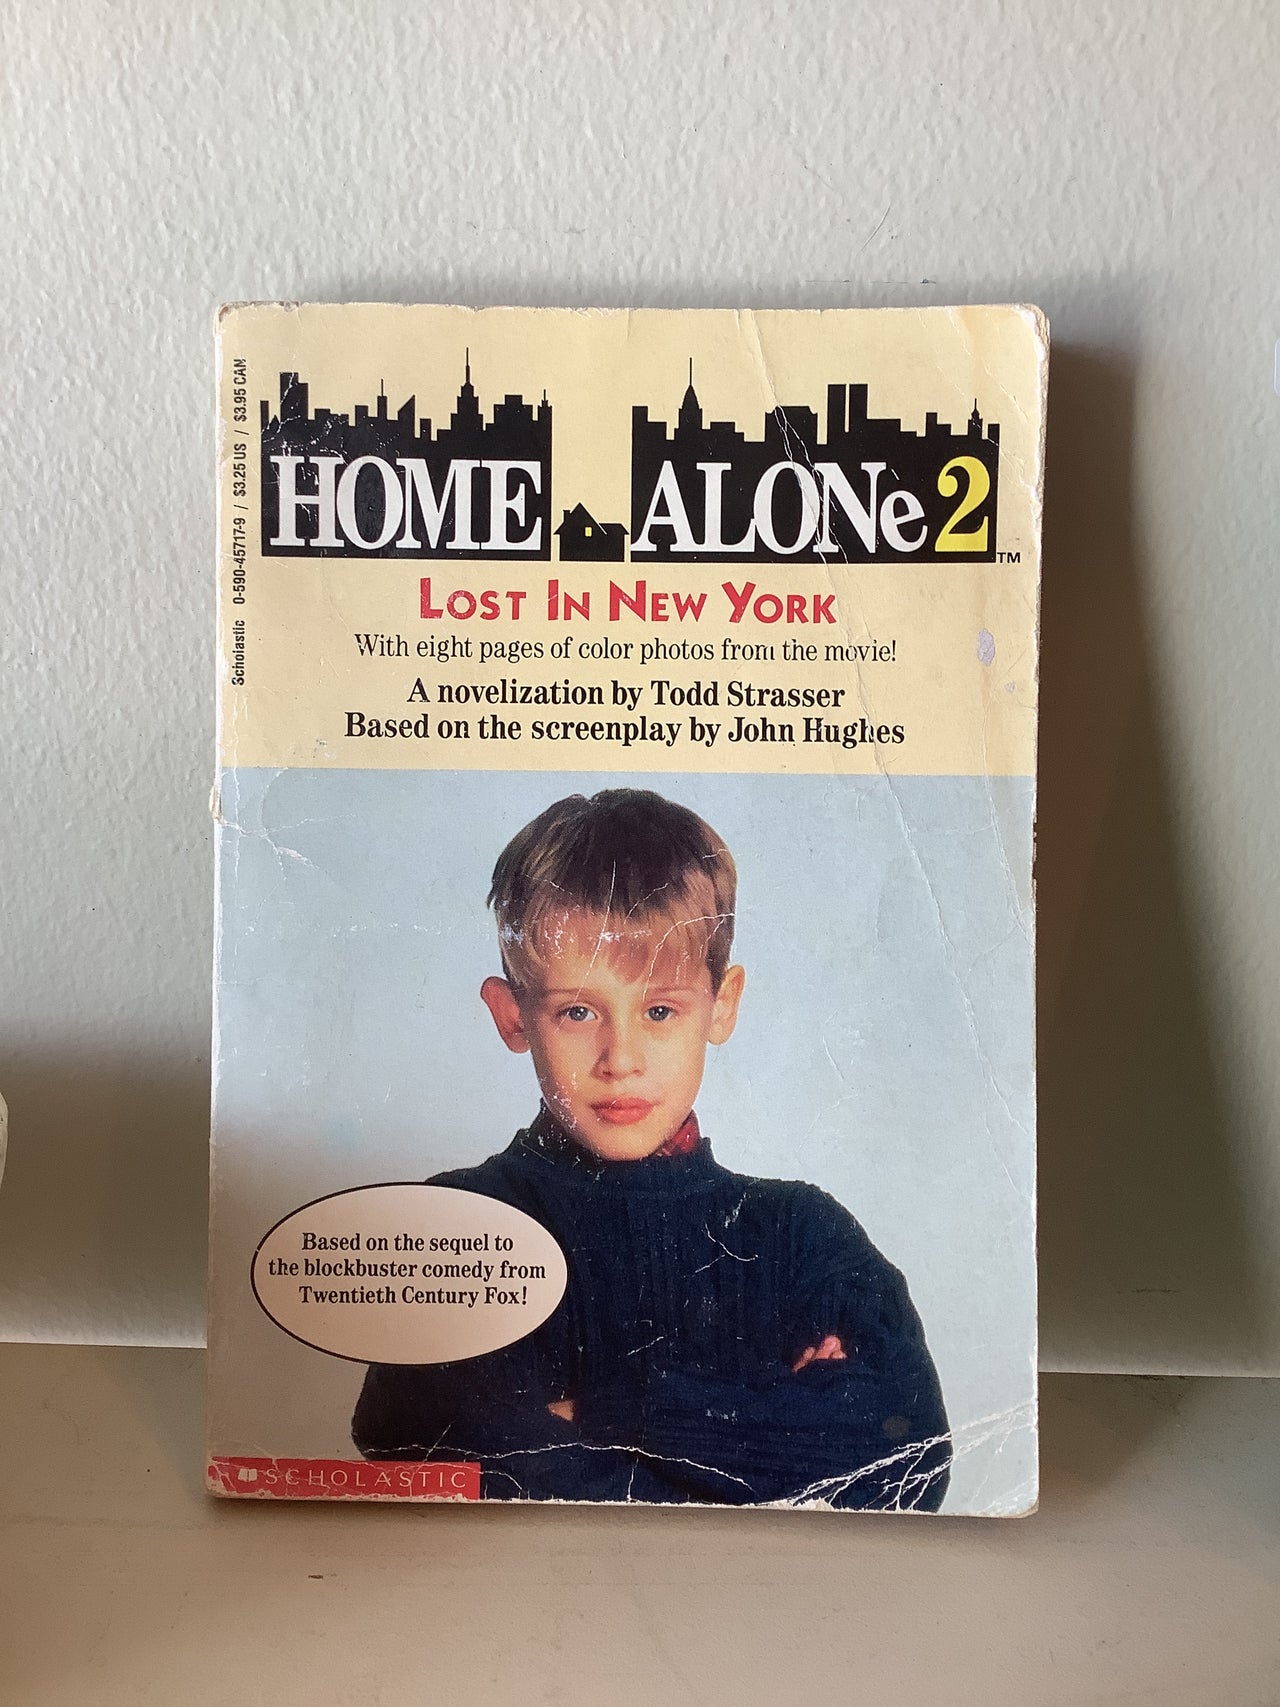 Scholastic 0-590-45717-9 / $3.25 US / $3.95 CAN
HOME ALONe 2 TM
LOST IN NEW YORK
With eight pages of color photos from the movie!
A novelization by Todd Strasser
Based on the screenplay by John Hughes
Based on the sequel to
the blockbuster comedy from
Twentieth Century Fox!
SCHOLASTIC